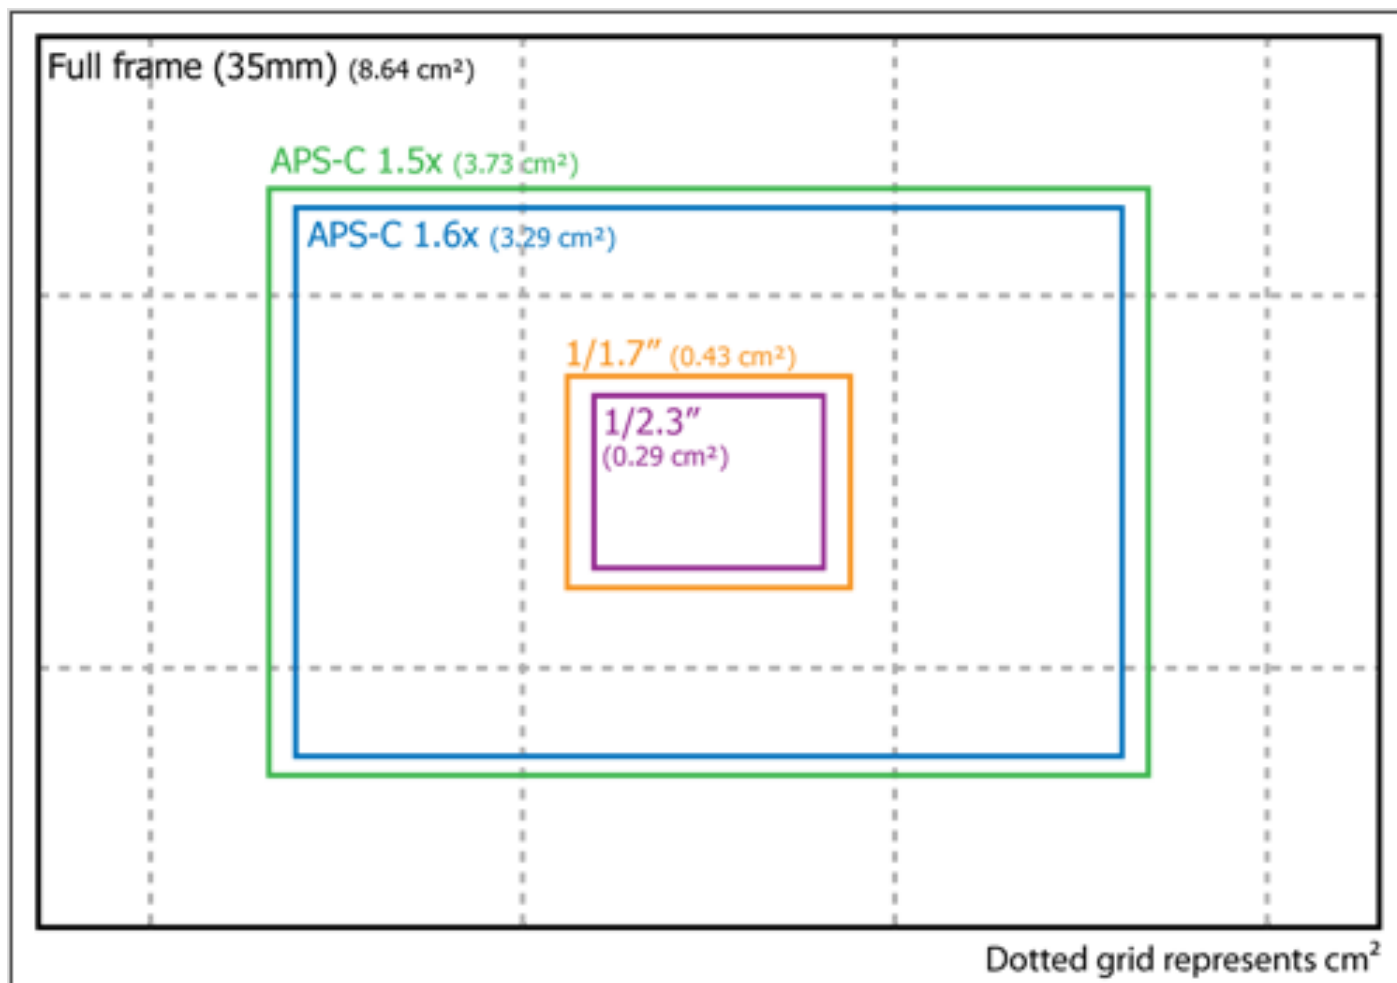 Full frame (35mm) (8.64 cm²)
APS-C 1.5x (3.73 cm²)
APS-C 1.6x (3.29 cm²)
1/1.7″ (0.43 cm²)
1/2.3″
(0.29 cm²)
Dotted grid represents cm²